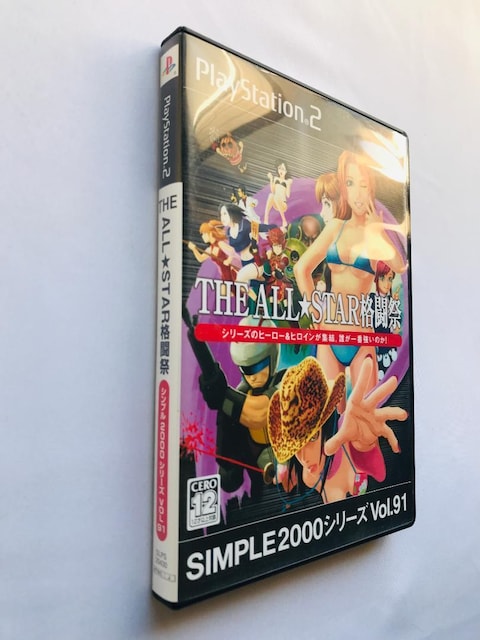 PlayStation®2
THE ALL★STAR格闘祭
シリーズのヒーロー&ヒロインが集結、誰が一番強いのか!
CERO
12
SIMPLE2000シリーズ Vol.91
PlayStation®2
THE ALL★STAR格闘祭
シンプル2000シリーズ VOL.91
SLPS